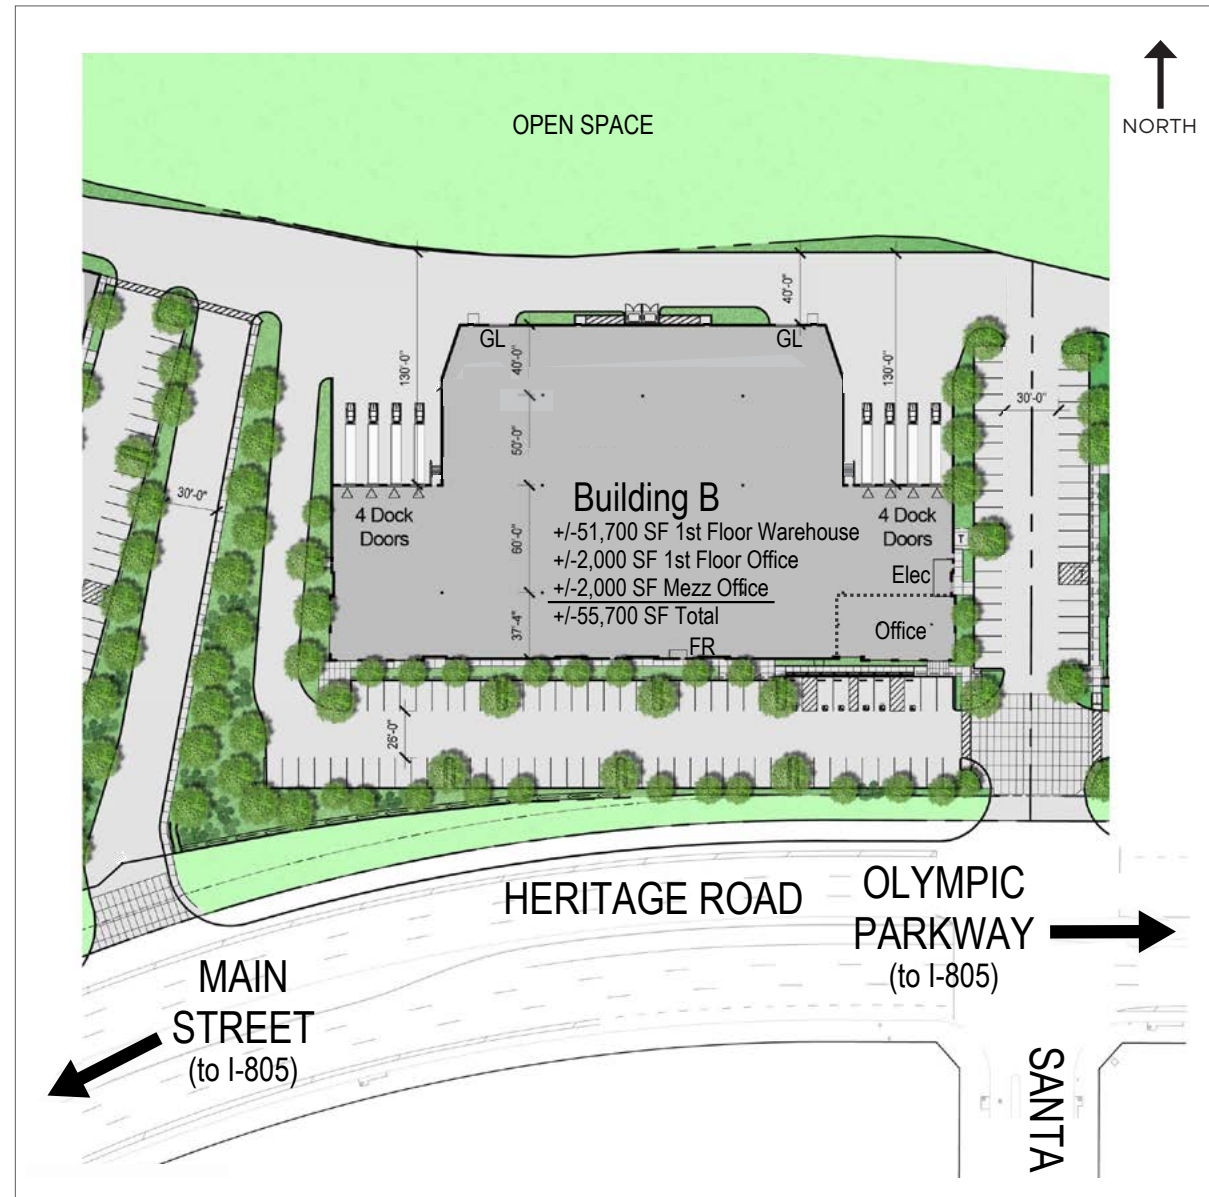 OPEN SPACE
NORTH
40'-0"
GL
GL
130'-0"
40'-0"
130'-0"
30'-0"
50'-0"
30'-0"
Building B
4 Dock
Doors
+/-51,700 SF 1st Floor Warehouse
+/-2,000 SF 1st Floor Office
+/-2,000 SF Mezz Office
+/-55,700 SF Total
4 Dock
Doors
T
60'-0"
Elec
Office
37'-4"
FR
26'-0"
HERITAGE ROAD
OLYMPIC
PARKWAY
(to I-805)
MAIN
STREET
(to I-805)
SANTA